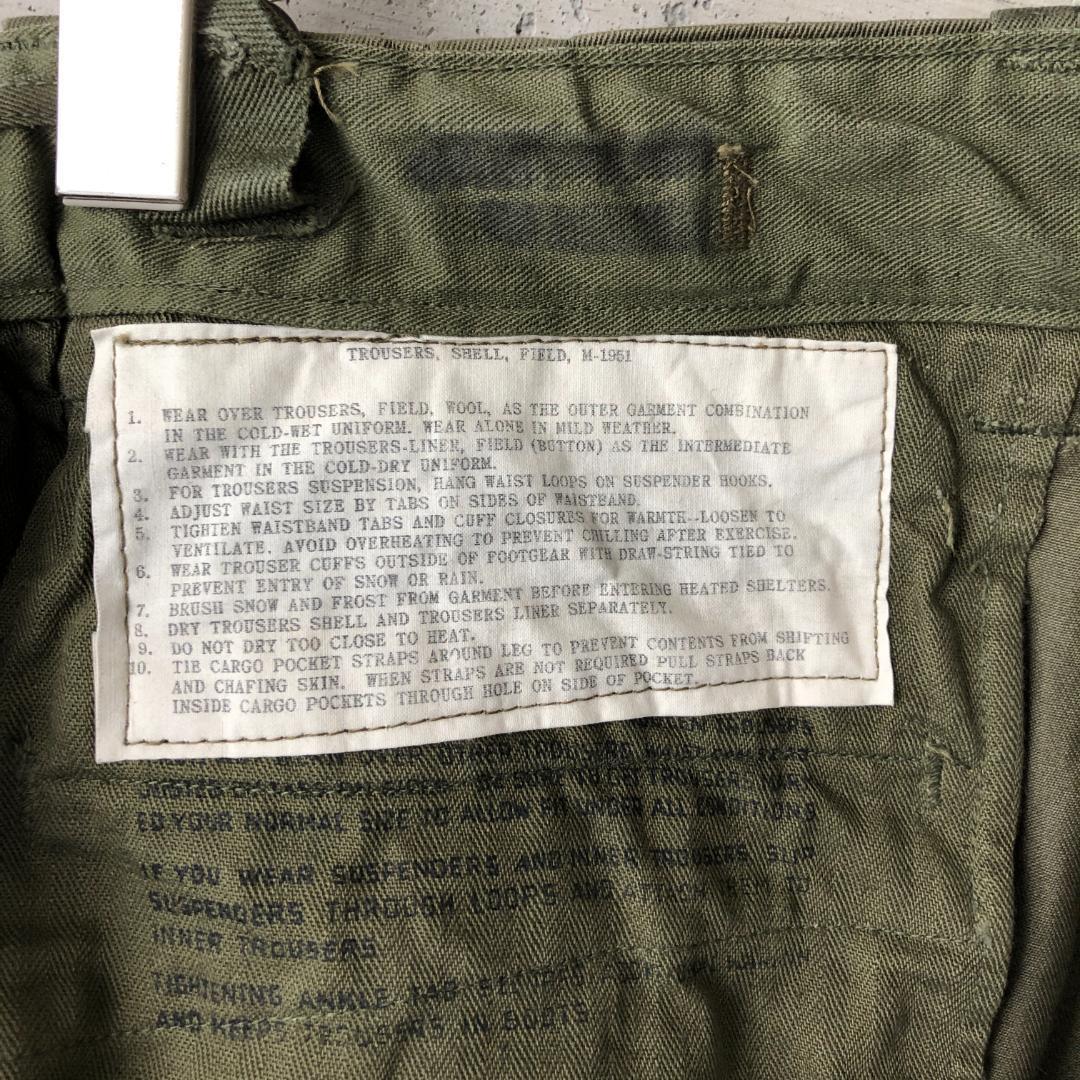 TROUSERS, SHELL, FIELD, M-1951
1. WEAR OVER TROUSERS, FIELD, WOOL, AS THE OUTER GARMENT COMBINATION
IN THE COLD-WET UNIFORM. WEAR ALONE IN MILD WEATHER.
2. WEAR WITH THE TROUSERS-LINER, FIELD (BUTTON) AS THE INTERMEDIATE
GARMENT IN THE COLD-DRY UNIFORM.
3. FOR TROUSERS SUSPENSION, HANG WAIST LOOPS ON SUSPENDER HOOKS.
4. ADJUST WAIST SIZE BY TABS ON SIDES OF WAISTBAND.
5. TIGHTEN WAISTBAND TABS AND CUFF CLOSURES FOR WARMTH--LOOSEN TO
VENTILATE. AVOID OVERHEATING TO PREVENT CHILLING AFTER EXERCISE.
6. WEAR TROUSER CUFFS OUTSIDE OF FOOTGEAR WITH DRAW-STRING TIED TO
PREVENT ENTRY OF SNOW OR RAIN.
7. BRUSH SNOW AND FROST FROM GARMENT BEFORE ENTERING HEATED SHELTERS.
8. DRY TROUSERS SHELL AND TROUSERS LINER SEPARATELY.
9. DO NOT DRY TOO CLOSE TO HEAT.
10. TIE CARGO POCKET STRAPS AROUND LEG TO PREVENT CONTENTS FROM SHIFTING
AND CHAFING SKIN. WHEN STRAPS ARE NOT REQUIRED PULL STRAPS BACK
INSIDE CARGO POCKETS THROUGH HOLE ON SIDE OF POCKET.
OVER
TROUSERS
ED YOUR NORMAL SIZE TO ALLOW UNDER ALL CONDITIONS
IF YOU WEAR SUSPENDERS AND INNER TROUSERS SLIP
SUSPENDERS THROUGH LOOPS AND ATTACH THEM TO
INNER TROUSERS
TIGHTENING ANKLE TAB
AND KEEPS TROUSERS IN BOOTS